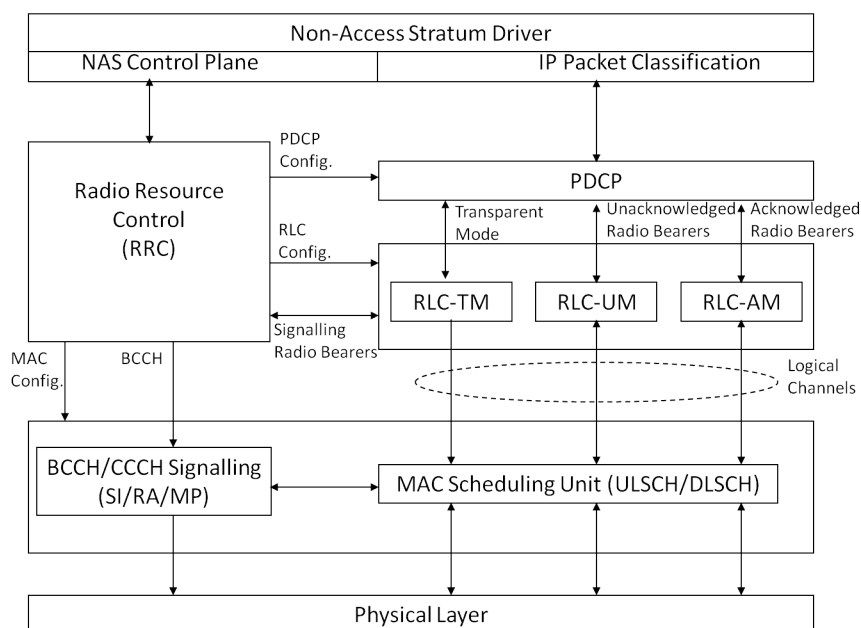 Non-Access Stratum Driver
NAS Control Plane
IP Packet Classification
PDCP
Config.
Radio Resource
Control
(RRC)
PDCP
RLC
Config.
Transparent
Mode
Unacknowledged
Radio Bearers
Acknowledged
Radio Bearers
RLC-TM
RLC-UM
RLC-AM
Signalling
Radio Bearers
MAC
Config.
BCCH
Logical
Channels
BCCH/CCCH Signalling
(SI/RA/MP)
MAC Scheduling Unit (ULSCH/DLSCH)
Physical Layer